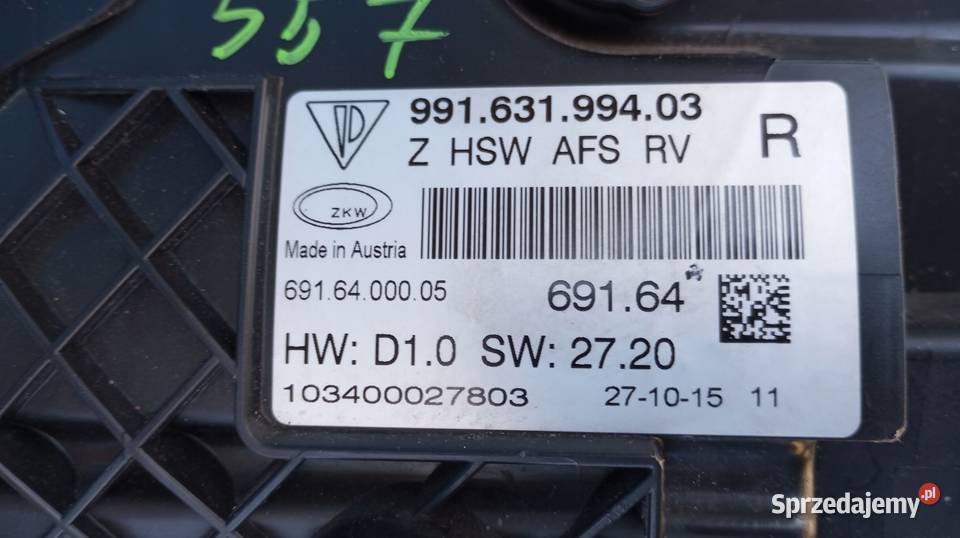 557
991.631.994.03
Z HSW AFS RV R
ZKW
Made in Austria
691.64.000.05 691.64
HW: D1.0 SW: 27.20
103400027803 27-10-15 11
Sprzedajemy.pl